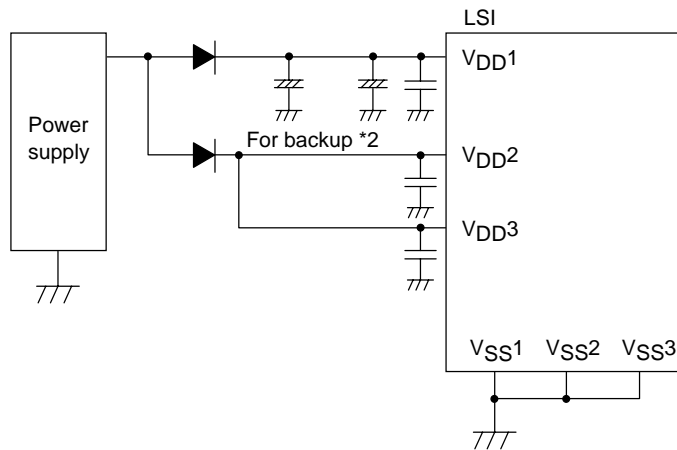 LSI
VDD1
Power
supply
For backup *2
VDD2
VDD3
VSS1 VSS2 VSS3